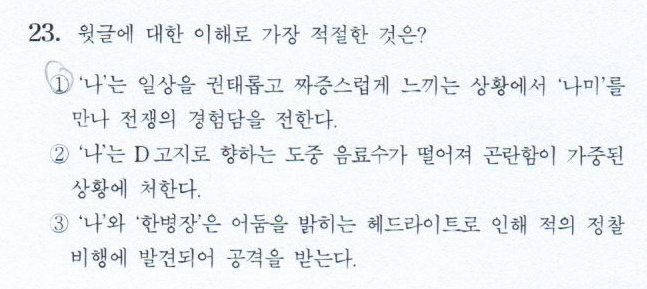 23. 윗글에 대한 이해로 가장 적절한 것은?
① ‘나’는 일상을 권태롭고 짜증스럽게 느끼는 상황에서 ‘나미’를
만나 전쟁의 경험담을 전한다.
② ‘나’는 D고지로 향하는 도중 음료수가 떨어져 곤란함이 가중된
상황에 처한다.
③ ‘나’와 ‘한병장’은 어둠을 밝히는 헤드라이트로 인해 적의 정찰
비행에 발견되어 공격을 받는다.